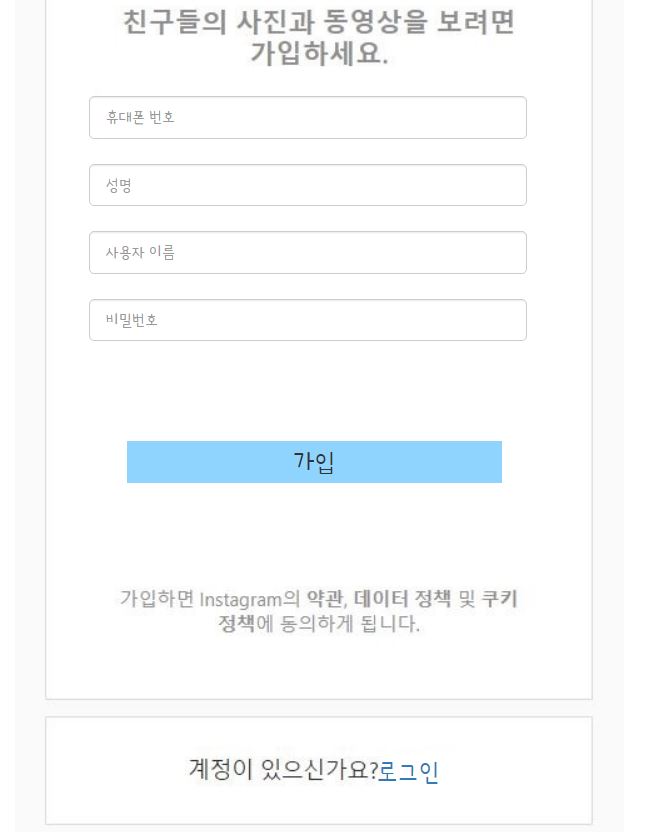 친구들의 사진과 동영상을 보려면
가입하세요.
휴대폰 번호
성명
사용자 이름
비밀번호
가입
가입하면 Instagram의 약관, 데이터 정책 및 쿠키
정책에 동의하게 됩니다.
계정이 있으신가요?로그인